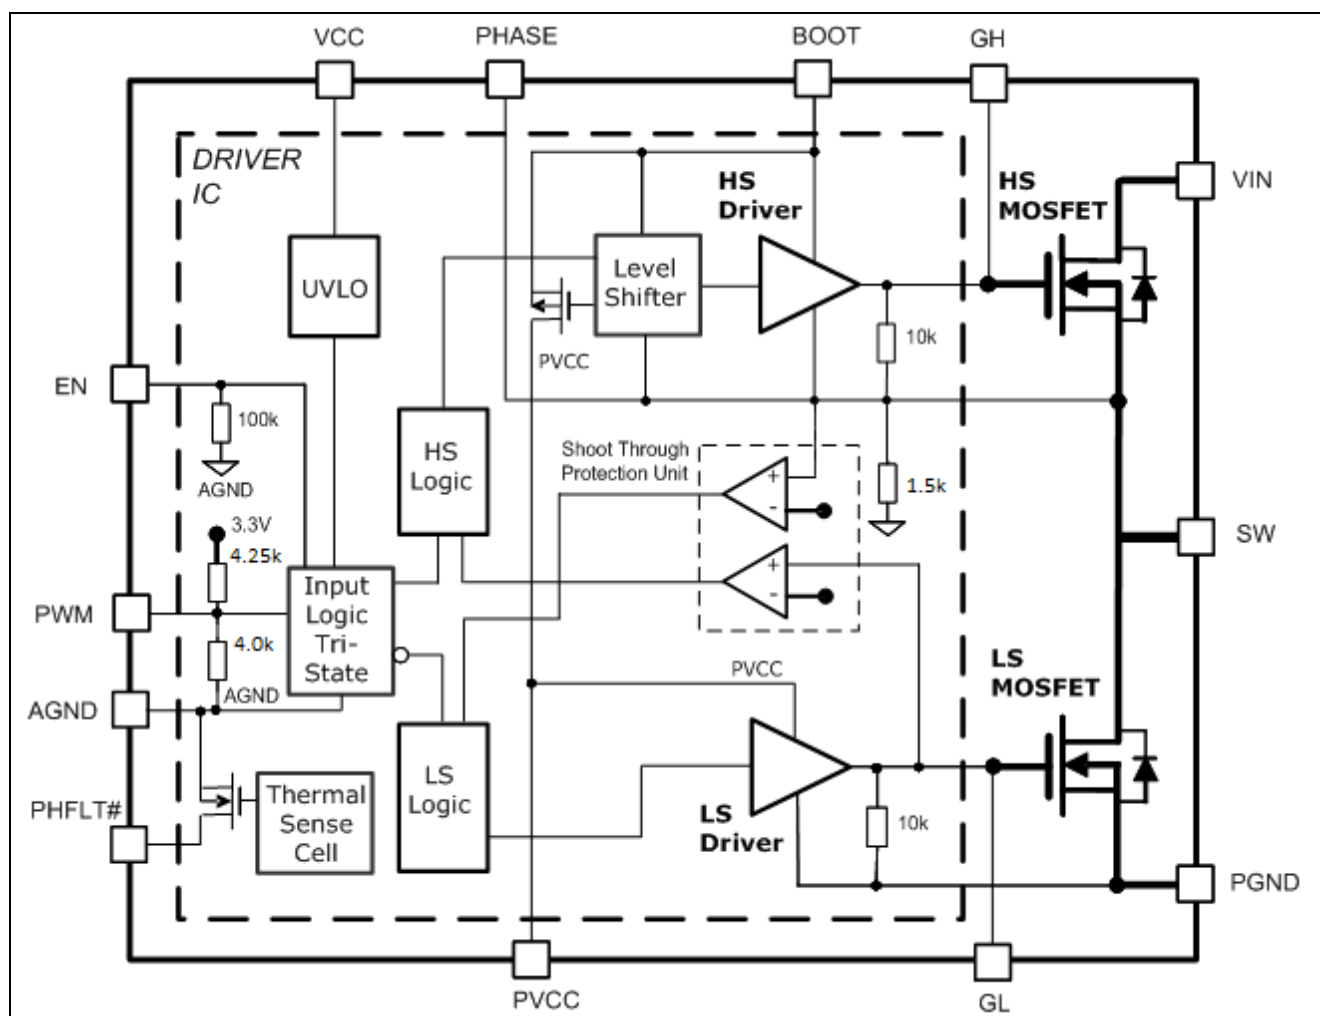 VCC
PHASE
BOOT
GH
DRIVER
IC
HS
Driver
HS
MOSFET
VIN
UVLO
Level
Shifter
10k
PVCC
EN
100k
AGND
HS
Logic
Shoot Through
Protection Unit
+
-
1.5k
3.3V
4.25k
SW
+
-
Input
Logic
Tri-
State
PWM
4.0k
AGND
PVCC
LS
MOSFET
AGND
LS
Logic
Thermal
Sense
Cell
PHFLT#
LS
Driver
10k
PGND
PVCC
GL